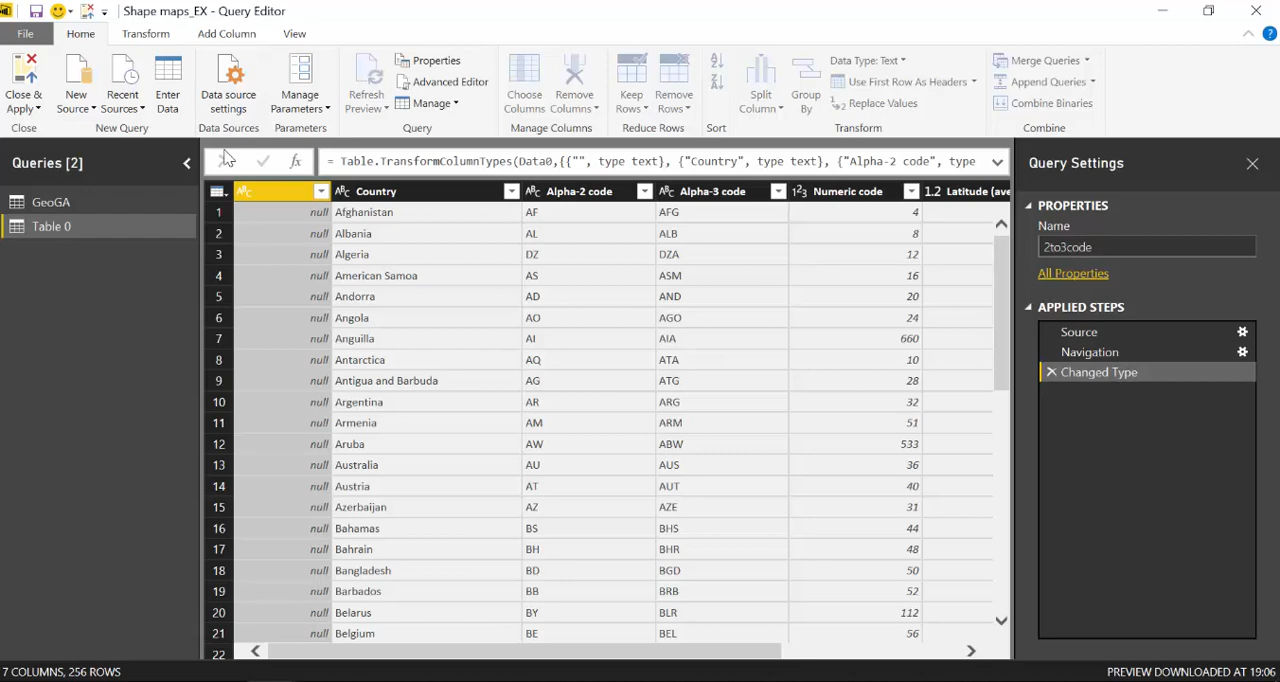 Shape maps_EX - Query Editor
File Home Transform Add Column View
Close & Apply
New Source
Recent Sources
Enter Data
Data source settings
Manage Parameters
Refresh Preview
Properties
Advanced Editor
Manage
Choose Columns
Remove Columns
Keep Rows
Remove Rows
Split Column
Group By
Data Type: Text
Use First Row As Headers
Replace Values
Merge Queries
Append Queries
Combine Binaries
Close New Query Data Sources Parameters Query Manage Columns Reduce Rows Sort Transform Combine
Queries [2]
GeoGA
Table 0
fx = Table.TransformColumnTypes(Data0,{{"", type text}, {"Country", type text}, {"Alpha-2 code", type
ABC ABC Country ABC Alpha-2 code ABC Alpha-3 code 123 Numeric code 1.2 Latitude (ave
1 null Afghanistan AF AFG 4
2 null Albania AL ALB 8
3 null Algeria DZ DZA 12
4 null American Samoa AS ASM 16
5 null Andorra AD AND 20
6 null Angola AO AGO 24
7 null Anguilla AI AIA 660
8 null Antarctica AQ ATA 10
9 null Antigua and Barbuda AG ATG 28
10 null Argentina AR ARG 32
11 null Armenia AM ARM 51
12 null Aruba AW ABW 533
13 null Australia AU AUS 36
14 null Austria AT AUT 40
15 null Azerbaijan AZ AZE 31
16 null Bahamas BS BHS 44
17 null Bahrain BH BHR 48
18 null Bangladesh BD BGD 50
19 null Barbados BB BRB 52
20 null Belarus BY BLR 112
21 null Belgium BE BEL 56
22
Query Settings
PROPERTIES
Name
2to3code
All Properties
APPLIED STEPS
Source
Navigation
Changed Type
7 COLUMNS, 256 ROWS
PREVIEW DOWNLOADED AT 19:06